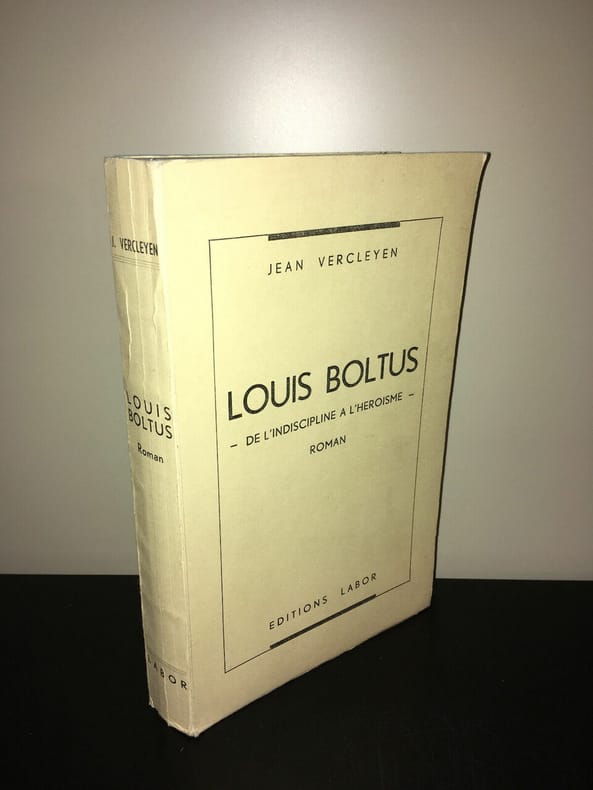 J. VERCLEYEN
LOUIS
BOLTUS
Roman
LABOR
JEAN VERCLEYEN
LOUIS BOLTUS
– DE L'INDISCIPLINE A L'HEROISME –
ROMAN
EDITIONS LABOR